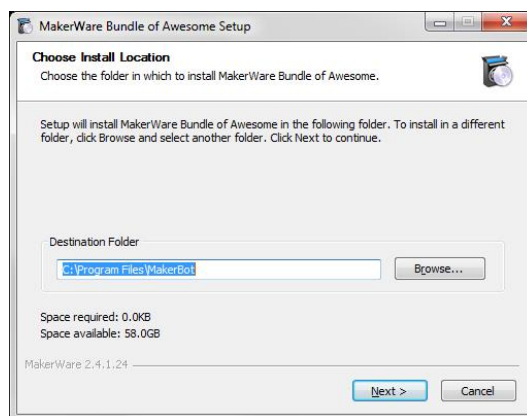 MakerWare Bundle of Awesome Setup
Choose Install Location
Choose the folder in which to install MakerWare Bundle of Awesome.
Setup will install MakerWare Bundle of Awesome in the following folder. To install in a different
folder, click Browse and select another folder. Click Next to continue.
Destination Folder
C:\Program Files\MakerBot
Browse...
Space required: 0.0KB
Space available: 58.0GB
MakerWare 2.4.1.24
Next >
Cancel